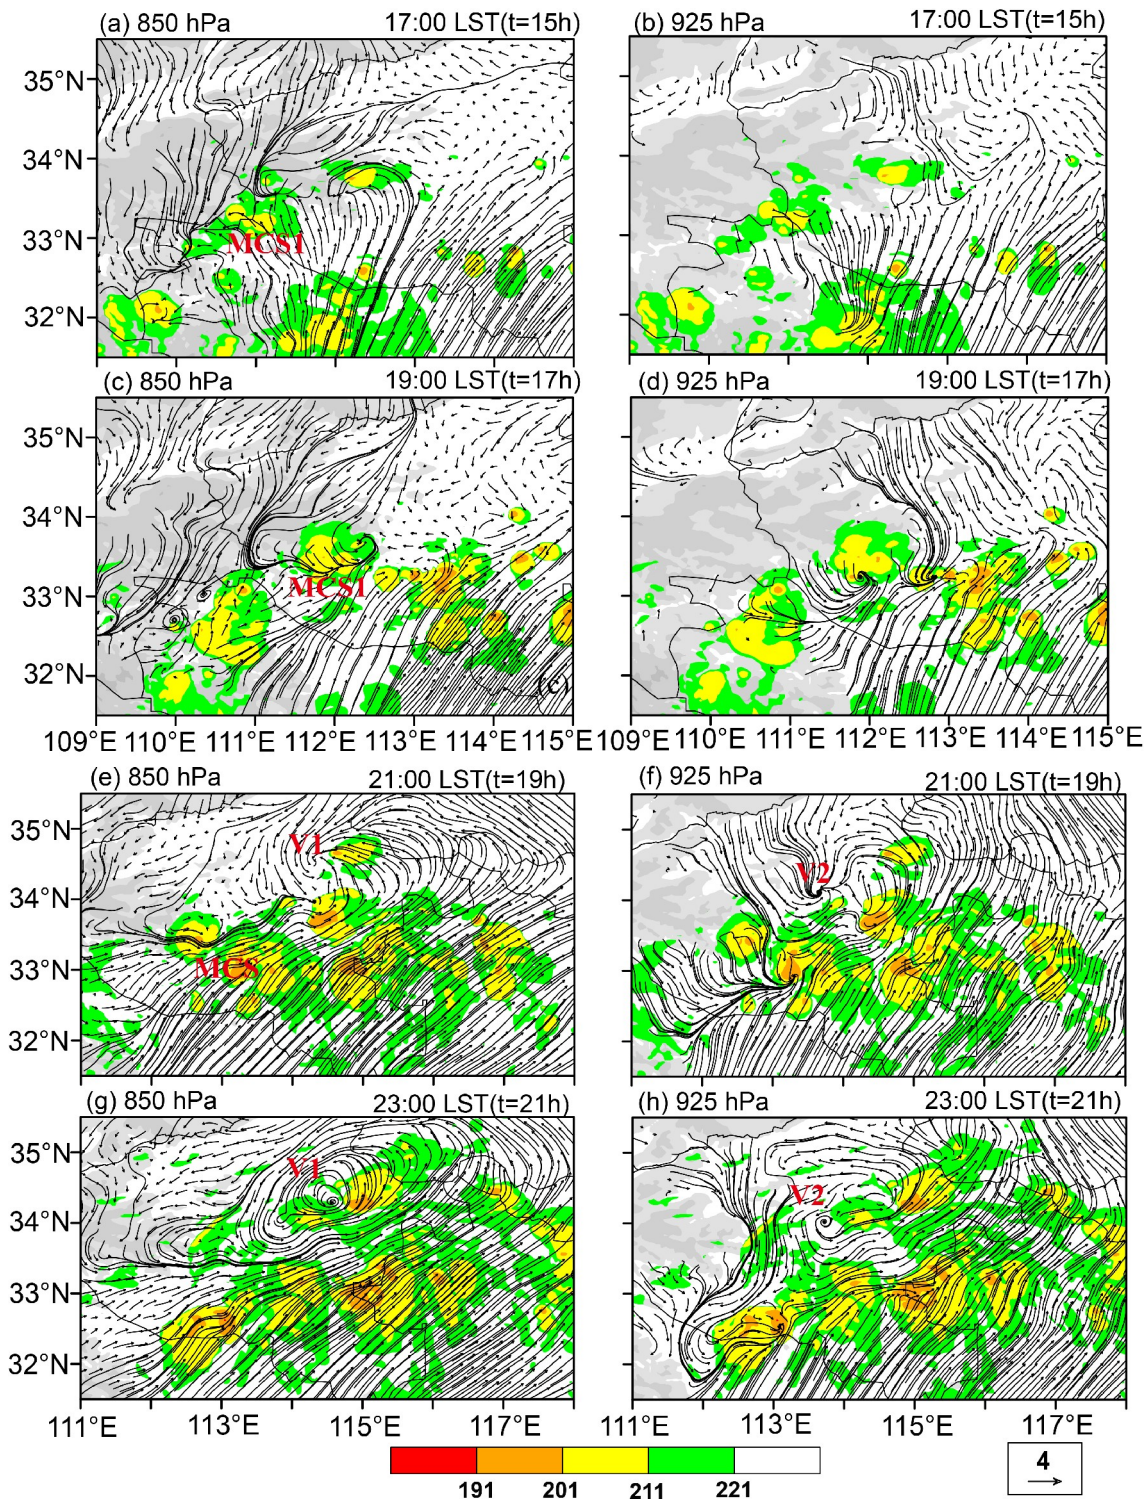 (a) 850 hPa 17:00 LST(t=15h)
(b) 925 hPa 17:00 LST(t=15h)
35°N
34°N
33°N
32°N
MCS1
(c) 850 hPa 19:00 LST(t=17h)
(d) 925 hPa 19:00 LST(t=17h)
35°N
34°N
33°N
32°N
MCS1
(c)
109°E 110°E 111°E 112°E 113°E 114°E 115°E
109°E 110°E 111°E 112°E 113°E 114°E 115°E
(e) 850 hPa 21:00 LST(t=19h)
(f) 925 hPa 21:00 LST(t=19h)
35°N
34°N
33°N
32°N
V1
MCS
V2
(g) 850 hPa 23:00 LST(t=21h)
(h) 925 hPa 23:00 LST(t=21h)
35°N
34°N
33°N
32°N
V1
V2
111°E 113°E 115°E 117°E
111°E 113°E 115°E 117°E
191 201 211 221
4